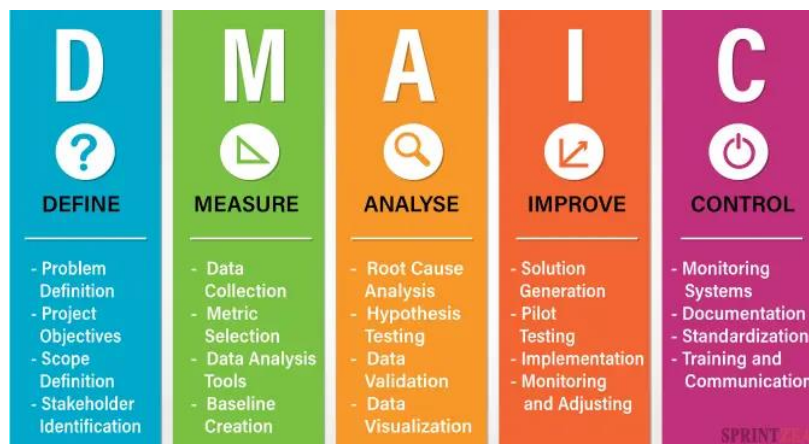 D
DEFINE
- Problem
Definition
- Project
Objectives
- Scope
Definition
- Stakeholder
Identification
M
MEASURE
- Data
Collection
- Metric
Selection
- Data Analysis
Tools
- Baseline
Creation
A
ANALYSE
- Root Cause
Analysis
- Hypothesis
Testing
- Data
Validation
- Data
Visualization
I
IMPROVE
- Solution
Generation
- Pilot
Testing
- Implementation
- Monitoring
and Adjusting
C
CONTROL
- Monitoring
Systems
- Documentation
- Standardization
- Training and
Communication